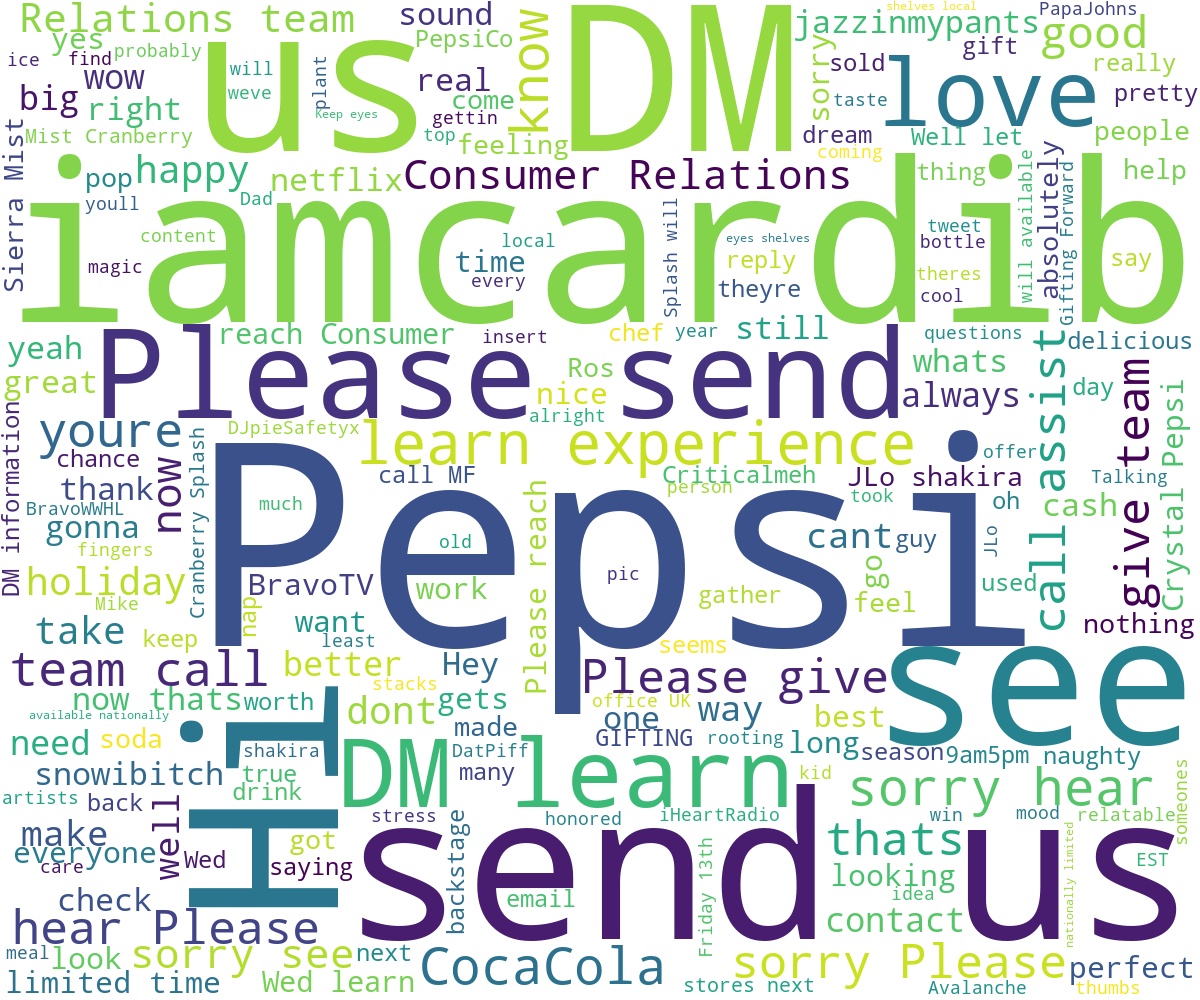 Relations team
sound
us DM
know
sorry
shelves local
PapaJohns
jazzinmypants
good
yes
probably
PepsiCo
gift
ice
find
wow
will
weve
splant
Keep eyes
real
come
gettin
top
feeling
sold
love
really
pretty
big
right
taste
Mist Cranberry
dream
coming
Well let
people
Sierra Mist
pop
happy
netflix
Consumer Relations
thing
absolutely
help
youll
Dad
iamcardib
content
magic
local
time
every
Splash will
eyes shelves
reply
theyre
tweet
bottle
theres
cool
will available
Gifting Forward
say
yeah
reach Consumer
insert
chef
year
still
questions
delicious
great
Please send
Ros
nice
alright
whats
always
call assist
day
give team
Crystal Pepsi
DM information
youre
DJpieSafetyx
learn experience
offer
chance
now
call MF
Criticalmeh
person
JLo shakira
took
Talking
thank
BravoWWHL
gonna
Cranberry Splash
much
Pepsi
Please reach
oh
cash
JLo
fingers
old
cant
guy
holiday
Mike
nap
BravoTV
work
pic
gather
go
feel
used
nothing
take
keep
want
least
seems
see
team call
better
Hey
Please give
now thats
worth
stacks
gets
office UK
one
way
best
available nationally
Hi
dont
made
GIFTING
rooting
long
season
9am5pm
naughty
need
soda
shakira
DM learn
DatPiff
many
kid
snowibitch
true
drink
sorry hear
someones
artists
back
well
stress
send us
honored
iHeartRadio
win
mood
relatable
make
everyone
Wed
got
saying
backstage
thats
nationally limited
EST
care
looking
idea
check
email
Friday 13th
contact
hear Please
meal
look
sorry see
next
CocaCola
sorry Please
perfect
limited time
Wed learn
stores next
Avalanche
thumbs